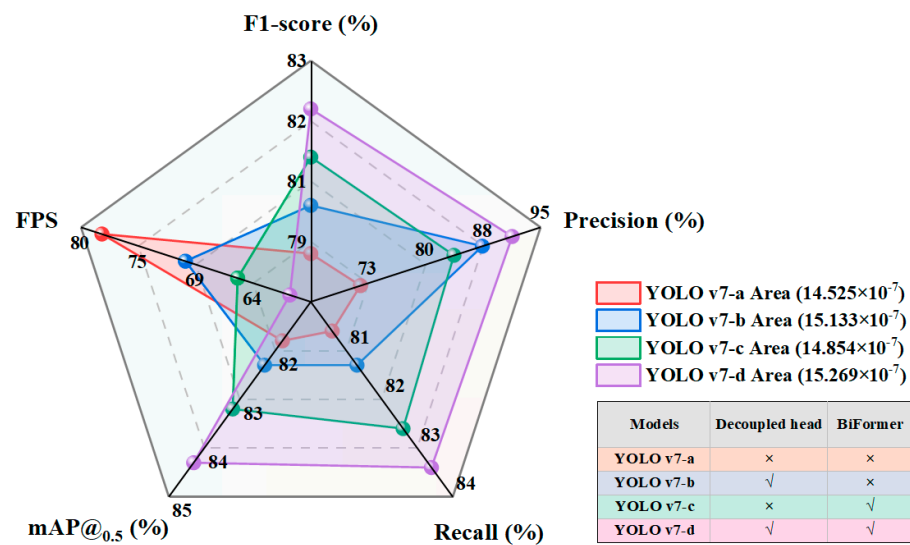 F1-score (%)
83
82
81
79
FPS
80
75
69
64
Precision (%)
95
88
80
73
81
82
83
84
Recall (%)
82
83
84
85
mAP@0.5 (%)
YOLO v7-a Area (14.525×10-7)
YOLO v7-b Area (15.133×10-7)
YOLO v7-c Area (14.854×10-7)
YOLO v7-d Area (15.269×10-7)
Models Decoupled head BiFormer
YOLO v7-a × ×
YOLO v7-b √ ×
YOLO v7-c × √
YOLO v7-d √ √